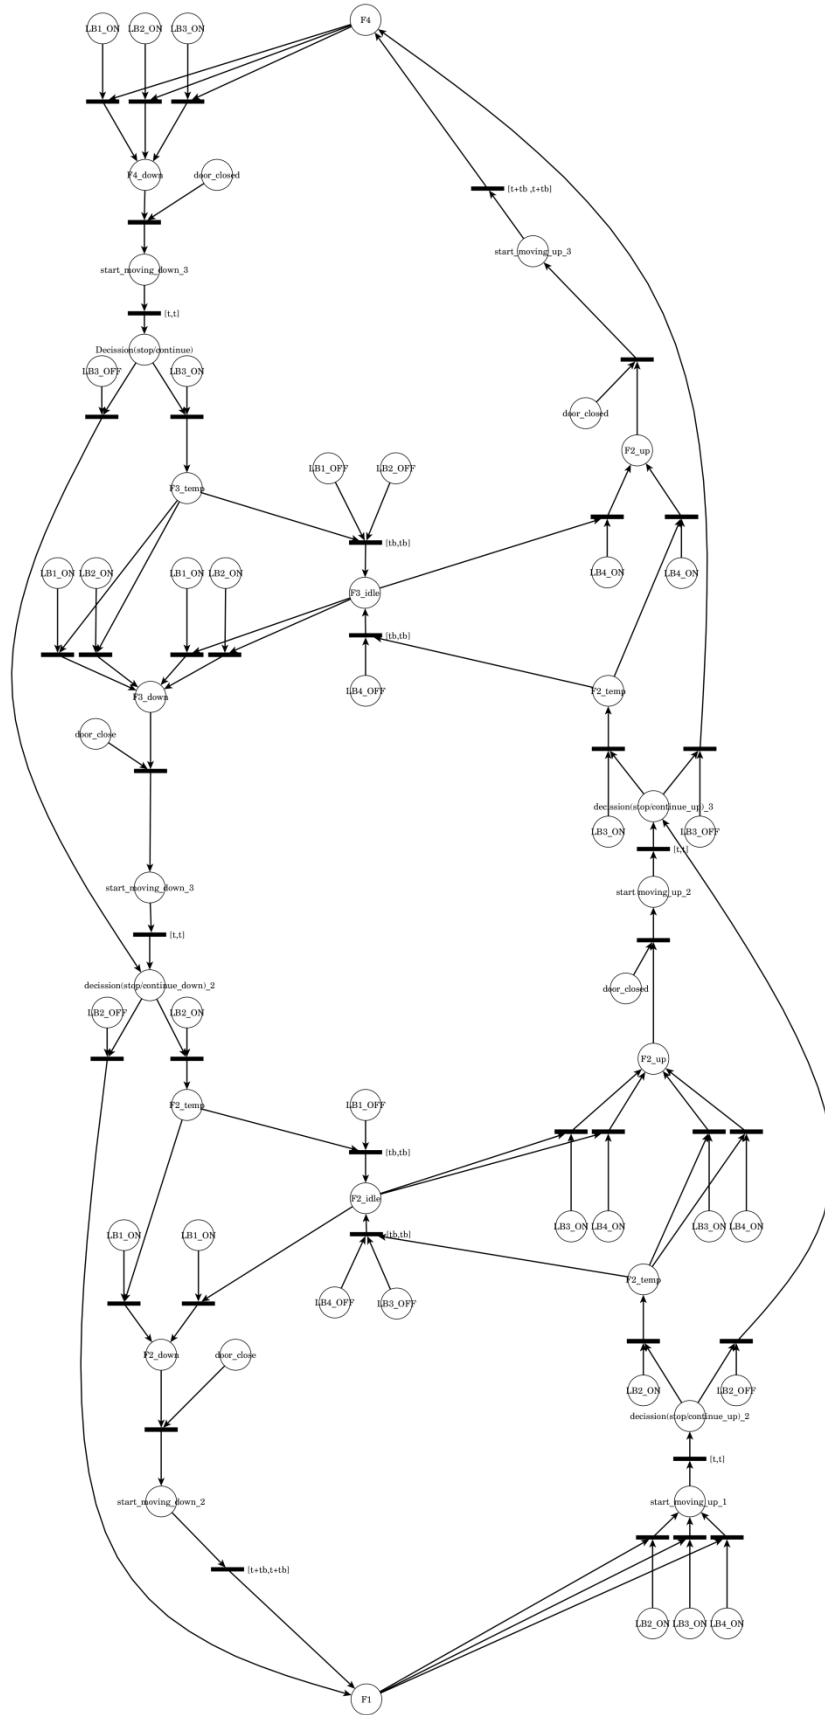 F4
LB1_ON
LB2_ON
LB3_ON
F4_down
door_closed
[t+tb ,t+tb]
start_moving_up_3
start_moving_down_3
[t,t]
Decission(stop/continue)
LB3_OFF
LB3_ON
door_closed
F2_up
LB1_OFF
LB2_OFF
F3_temp
[tb,tb]
LB1_ON
LB2_ON
LB1_ON
LB2_ON
LB4_ON
LB4_ON
F3_idle
[tb,tb]
LB4_OFF
F2_temp
F3_down
door_close
decission(stop/continue_up)_3
LB3_ON
LB3_OFF
[t,t]
start_moving_down_3
start moving_up_2
[t,t]
decission(stop/continue_down)_2
door_closed
LB2_OFF
LB2_ON
F2_up
F2_temp
LB1_OFF
[tb,tb]
F2_idle
LB3_ON
LB4_ON
LB3_ON
LB4_ON
LB1_ON
LB1_ON
[tb,tb]
F2_temp
LB4_OFF
LB3_OFF
F2_down
door_close
LB2_ON
LB2_OFF
decission(stop/continue_up)_2
[t,t]
start_moving_down_2
start_moving_up_1
[t+tb,t+tb]
LB2_ON
LB3_ON
LB4_ON
F1